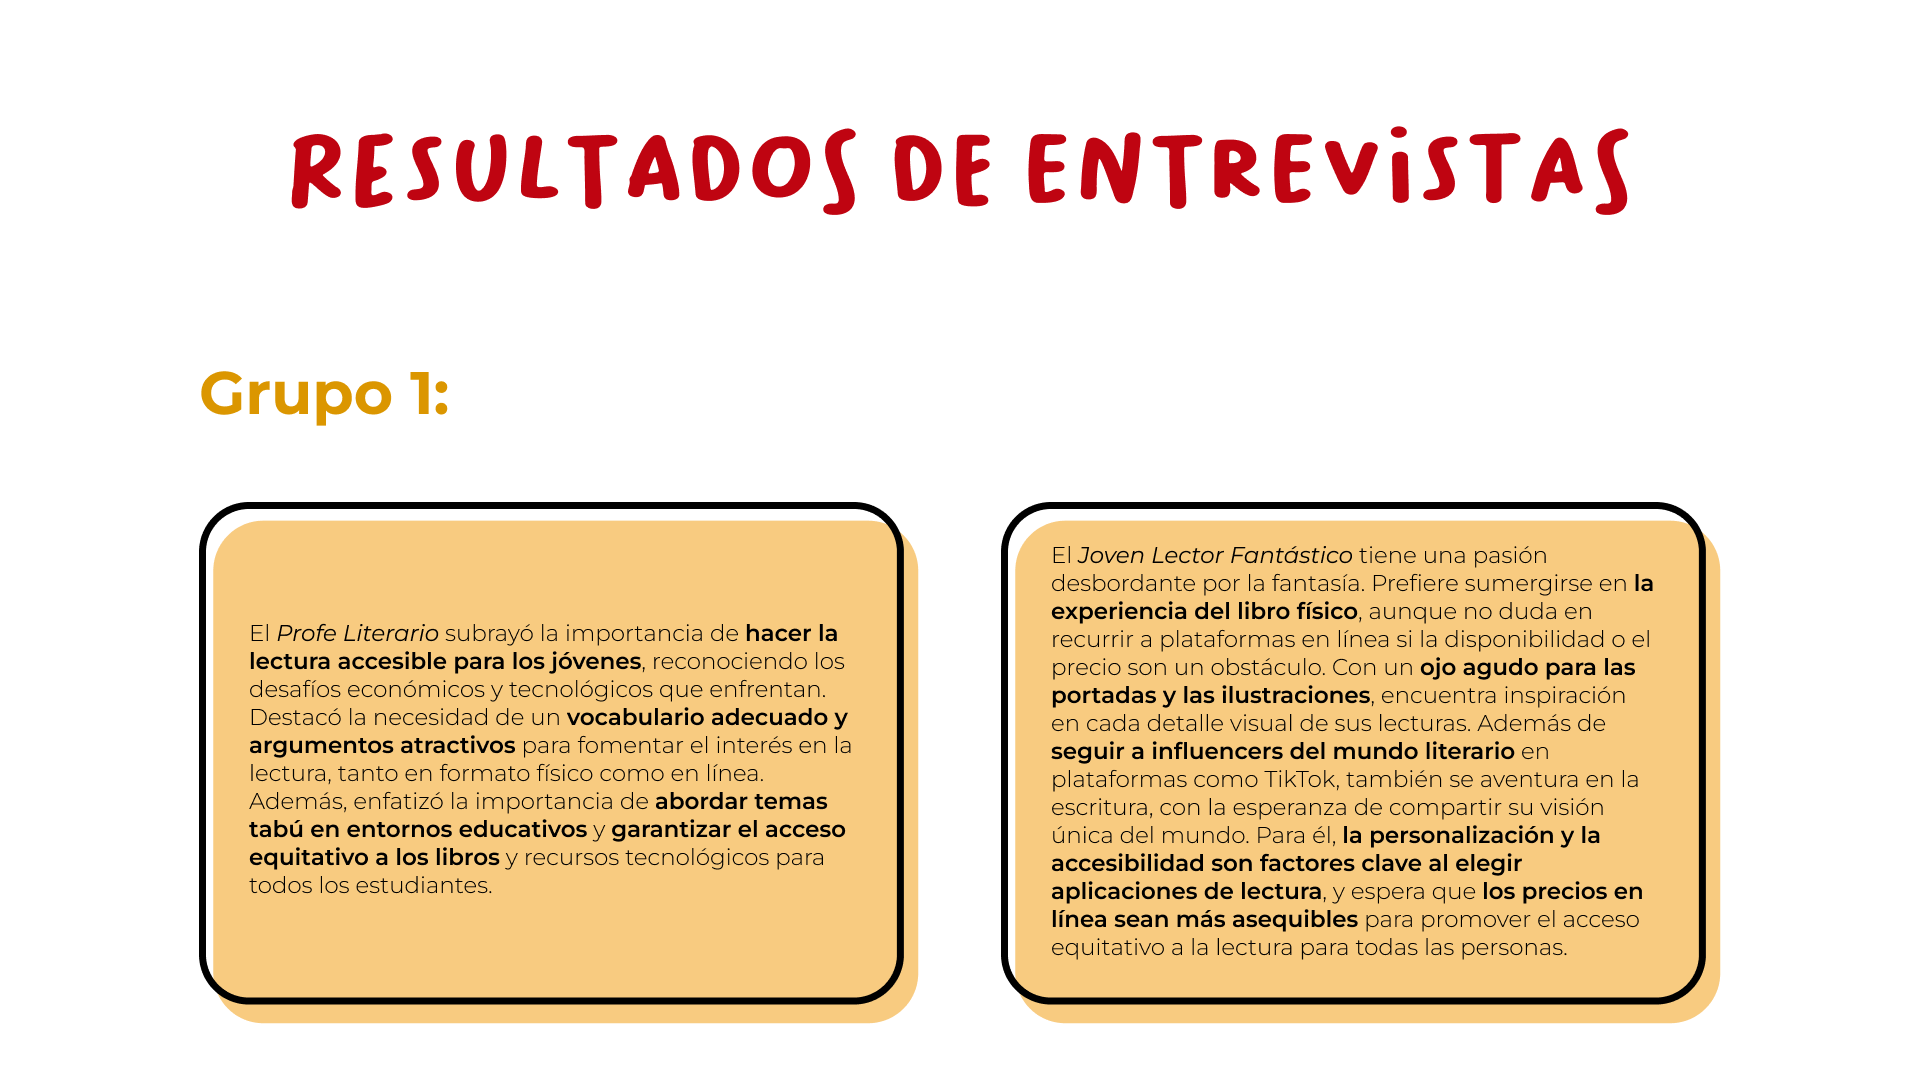 RESULTADOS DE ENTREViSTAS
Grupo 1:
El Profe Literario subrayó la importancia de hacer la
lectura accesible para los jóvenes, reconociendo los
desafíos económicos y tecnológicos que enfrentan.
Destacó la necesidad de un vocabulario adecuado y
argumentos atractivos para fomentar el interés en la
lectura, tanto en formato físico como en línea.
Además, enfatizó la importancia de abordar temas
tabú en entornos educativos y garantizar el acceso
equitativo a los libros y recursos tecnológicos para
todos los estudiantes.
El Joven Lector Fantástico tiene una pasión
desbordante por la fantasía. Prefiere sumergirse en la
experiencia del libro físico, aunque no duda en
recurrir a plataformas en línea si la disponibilidad o el
precio son un obstáculo. Con un ojo agudo para las
portadas y las ilustraciones, encuentra inspiración
en cada detalle visual de sus lecturas. Además de
seguir a influencers del mundo literario en
plataformas como TikTok, también se aventura en la
escritura, con la esperanza de compartir su visión
única del mundo. Para él, la personalización y la
accesibilidad son factores clave al elegir
aplicaciones de lectura, y espera que los precios en
línea sean más asequibles para promover el acceso
equitativo a la lectura para todas las personas.